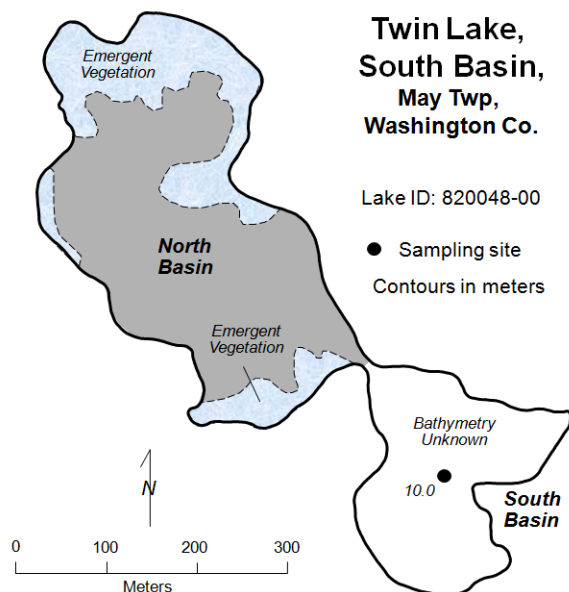 Twin Lake,
South Basin,
May Twp,
Washington Co.
Lake ID: 820048-00
Sampling site
Contours in meters
Emergent
Vegetation
North
Basin
Emergent
Vegetation
Bathymetry
Unknown
10.0
South
Basin
N
0 100 200 300
Meters